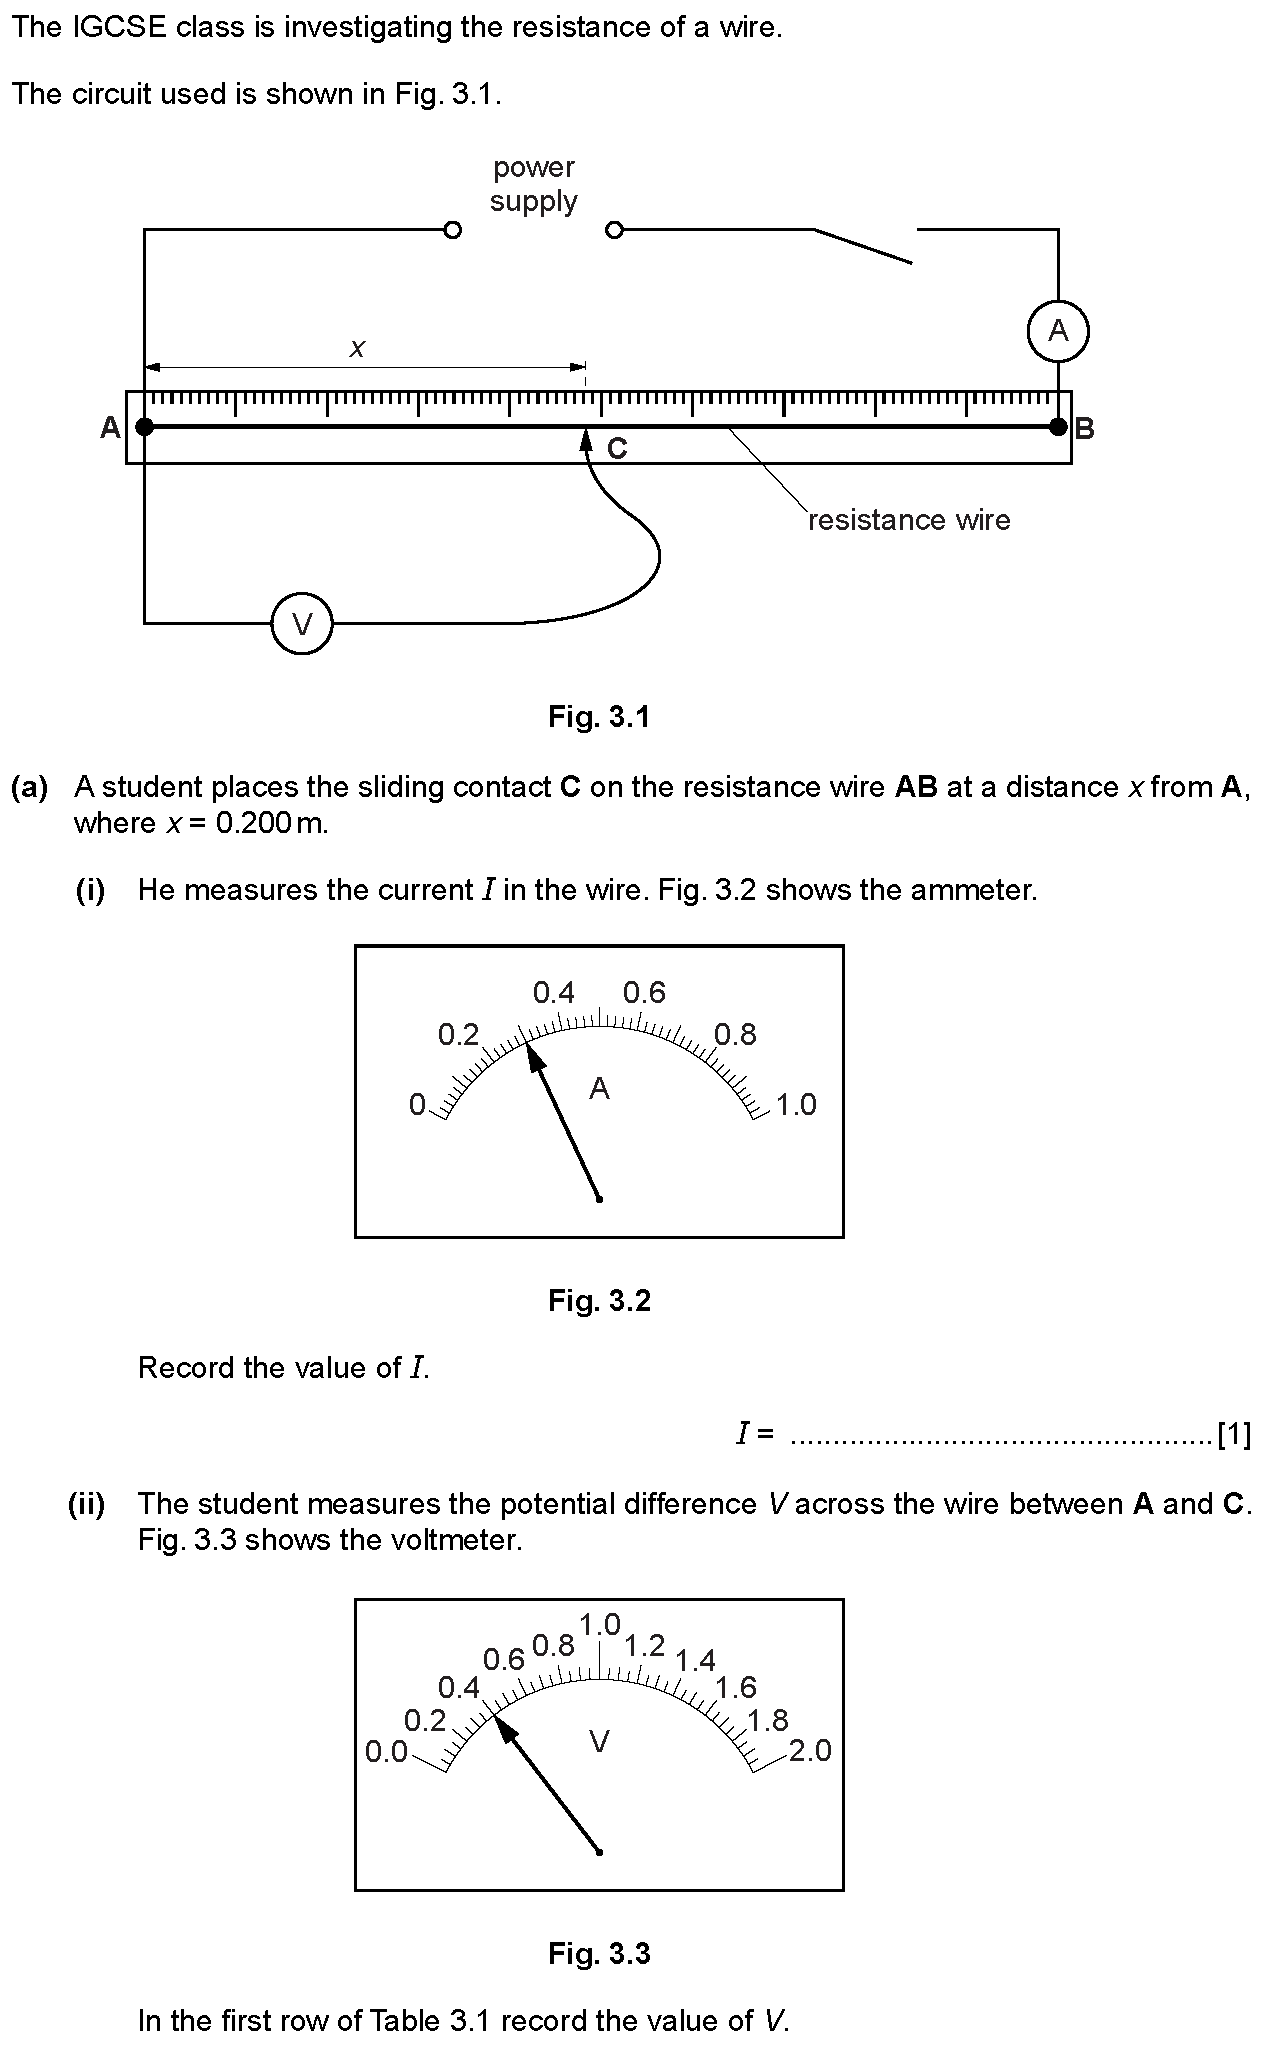 The IGCSE class is investigating the resistance of a wire.
The circuit used is shown in Fig. 3.1.
power
supply
A
x
A
B
C
resistance wire
V
Fig. 3.1
(a) A student places the sliding contact C on the resistance wire AB at a distance x from A,
where x = 0.200 m.
(i) He measures the current I in the wire. Fig. 3.2 shows the ammeter.
0.4 0.6
0.2 0.8
A
0 1.0
Fig. 3.2
Record the value of I.
I = .................................................. [1]
(ii) The student measures the potential difference V across the wire between A and C.
Fig. 3.3 shows the voltmeter.
1.0
0.8 1.2
0.6 1.4
0.4 1.6
0.2 1.8
V
0.0 2.0
Fig. 3.3
In the first row of Table 3.1 record the value of V.